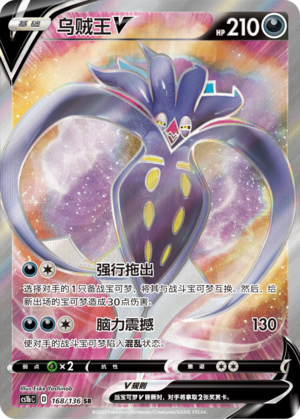 基础
乌贼王V
HP 210
强行拖出
选择对手的1只备战宝可梦，将其与战斗宝可梦互换。然后，给
新出场的宝可梦造成30点伤害。
脑力震撼 130
令对手的战斗宝可梦陷入混乱状态。
弱点 ×2 抗性 撤退
V规则
当宝可梦V昏厥时，对手将拿取2张奖赏卡。
Illus. Eske Yoshinob
D 168/136 SR